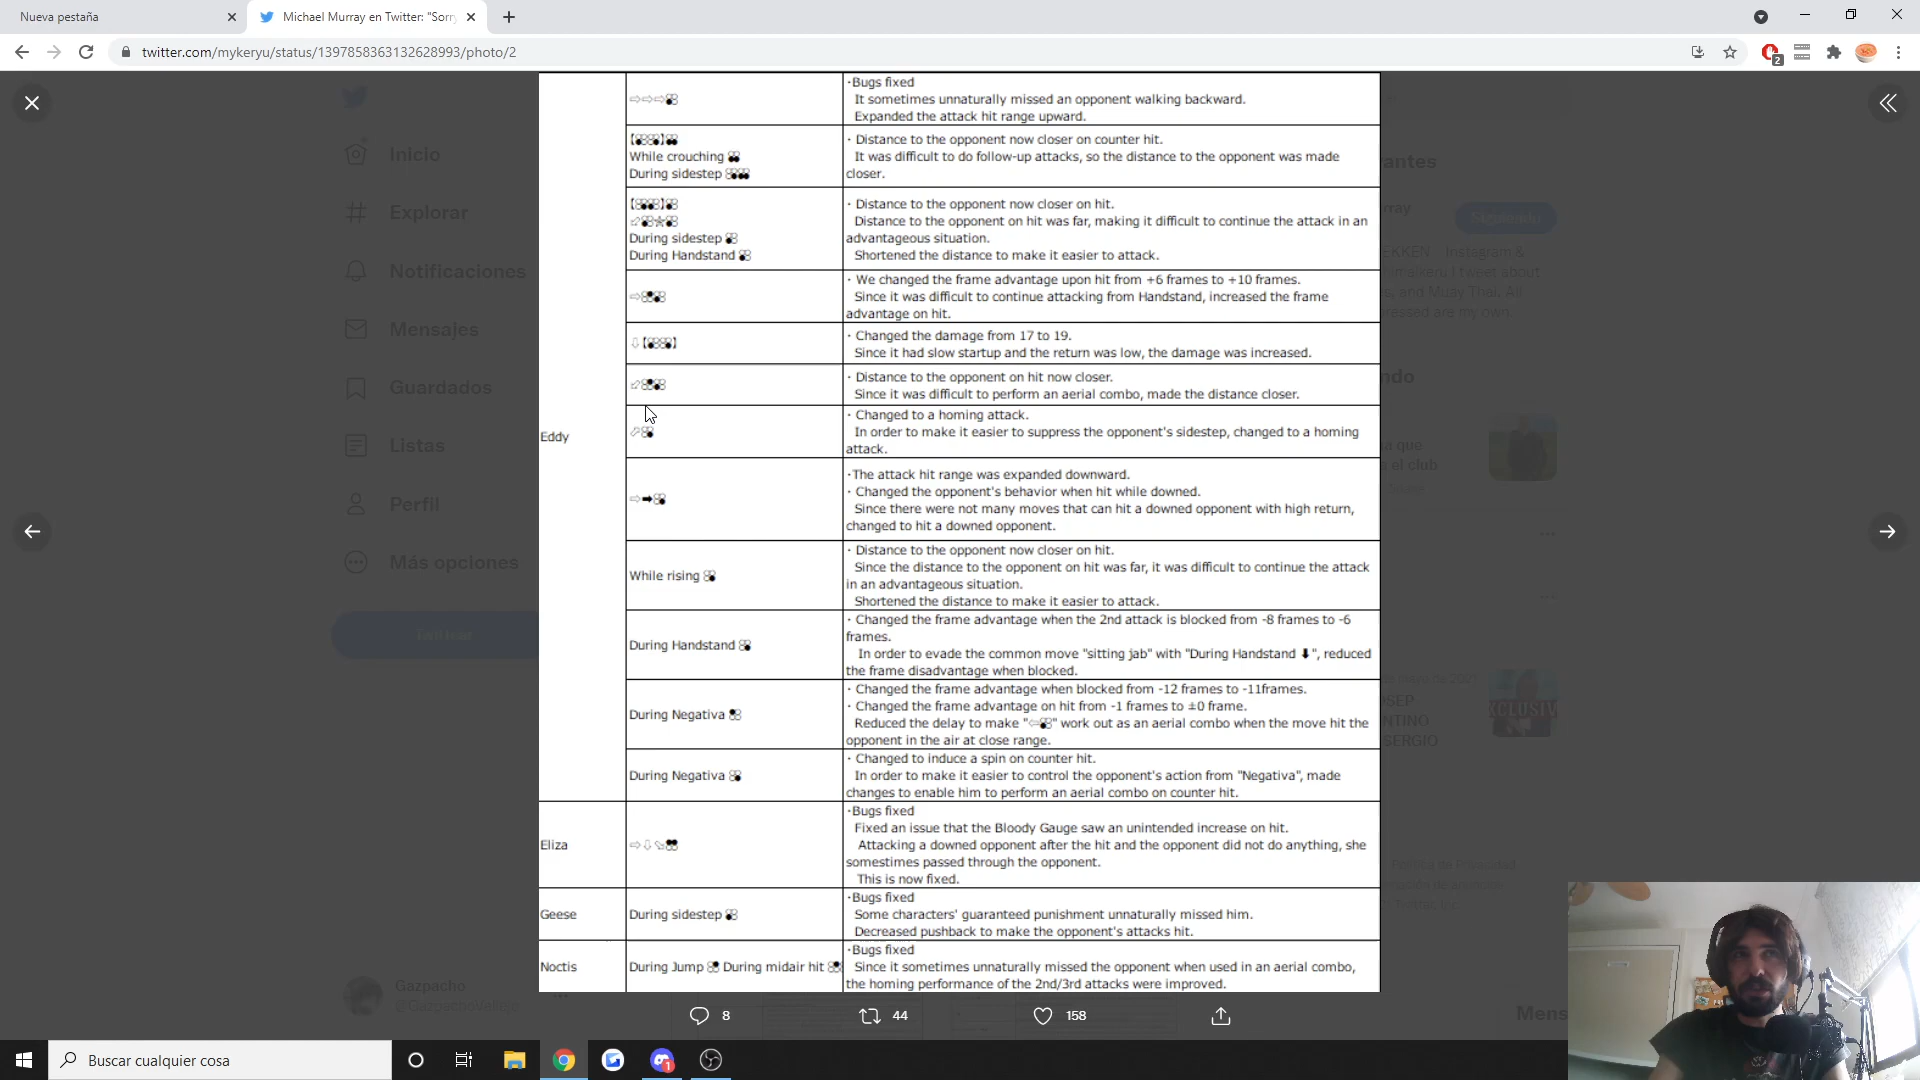 Nueva pestaña
Michael Murray en Twitter: "Sorry
twitter.com/mykeryu/status/1397858363132628993/photo/2
2
Inicio
Explorar
Notificaciones
Mensajes
Guardados
Listas
Perfil
Más opciones
Gazpacho
Eddy
·Bugs fixed
It sometimes unnaturally missed an opponent walking backward.
Expanded the attack hit range upward.
While crouching
During sidestep
· Distance to the opponent now closer on counter hit.
It was difficult to do follow-up attacks, so the distance to the opponent was made
closer.
During sidestep
During Handstand
· Distance to the opponent now closer on hit.
Distance to the opponent on hit was far, making it difficult to continue the attack in an
advantageous situation.
Shortened the distance to make it easier to attack.
· We changed the frame advantage upon hit from +6 frames to +10 frames.
Since it was difficult to continue attacking from Handstand, increased the frame
advantage on hit.
· Changed the damage from 17 to 19.
Since it had slow startup and the return was low, the damage was increased.
· Distance to the opponent on hit now closer.
Since it was difficult to perform an aerial combo, made the distance closer.
· Changed to a homing attack.
In order to make it easier to suppress the opponent's sidestep, changed to a homing
attack.
·The attack hit range was expanded downward.
· Changed the opponent's behavior when hit while downed.
Since there were not many moves that can hit a downed opponent with high return,
changed to hit a downed opponent.
While rising
· Distance to the opponent now closer on hit.
Since the distance to the opponent on hit was far, it was difficult to continue the attack
in an advantageous situation.
Shortened the distance to make it easier to attack.
During Handstand
· Changed the frame advantage when the 2nd attack is blocked from -8 frames to -6
frames.
In order to evade the common move "sitting jab" with "During Handstand ⬇", reduced
the frame disadvantage when blocked.
During Negativa
· Changed the frame advantage when blocked from -12 frames to -11frames.
· Changed the frame advantage on hit from -1 frames to ±0 frame.
Reduced the delay to make "⇦" work out as an aerial combo when the move hit the
opponent in the air at close range.
During Negativa
· Changed to induce a spin on counter hit.
In order to make it easier to control the opponent's action from "Negativa", made
changes to enable him to perform an aerial combo on counter hit.
Eliza
·Bugs fixed
Fixed an issue that the Bloody Gauge saw an unintended increase on hit.
Attacking a downed opponent after the hit and the opponent did not do anything, she
somestimes passed through the opponent.
This is now fixed.
Geese
During sidestep
·Bugs fixed
Some characters' guaranteed punishment unnaturally missed him.
Decreased pushback to make the opponent's attacks hit.
Noctis
During Jump During midair hit
·Bugs fixed
Since it sometimes unnaturally missed the opponent when used in an aerial combo,
the homing performance of the 2nd/3rd attacks were improved.
8
44
158
Mens
Buscar cualquier cosa
1